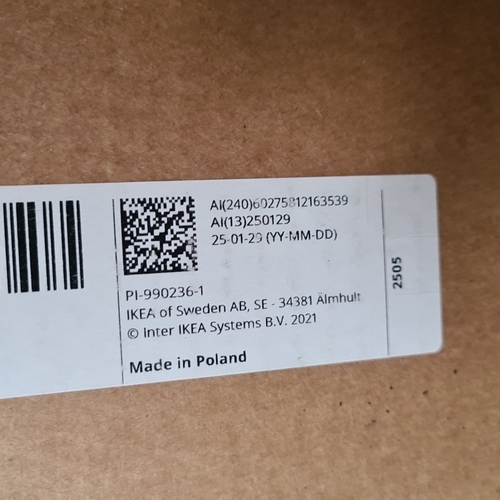 AI(240)60275812163539
AI(13)250129
25-01-29 (YY-MM-DD)
PI-990236-1
IKEA of Sweden AB, SE - 34381 Älmhult
© Inter IKEA Systems B.V. 2021
Made in Poland
2505